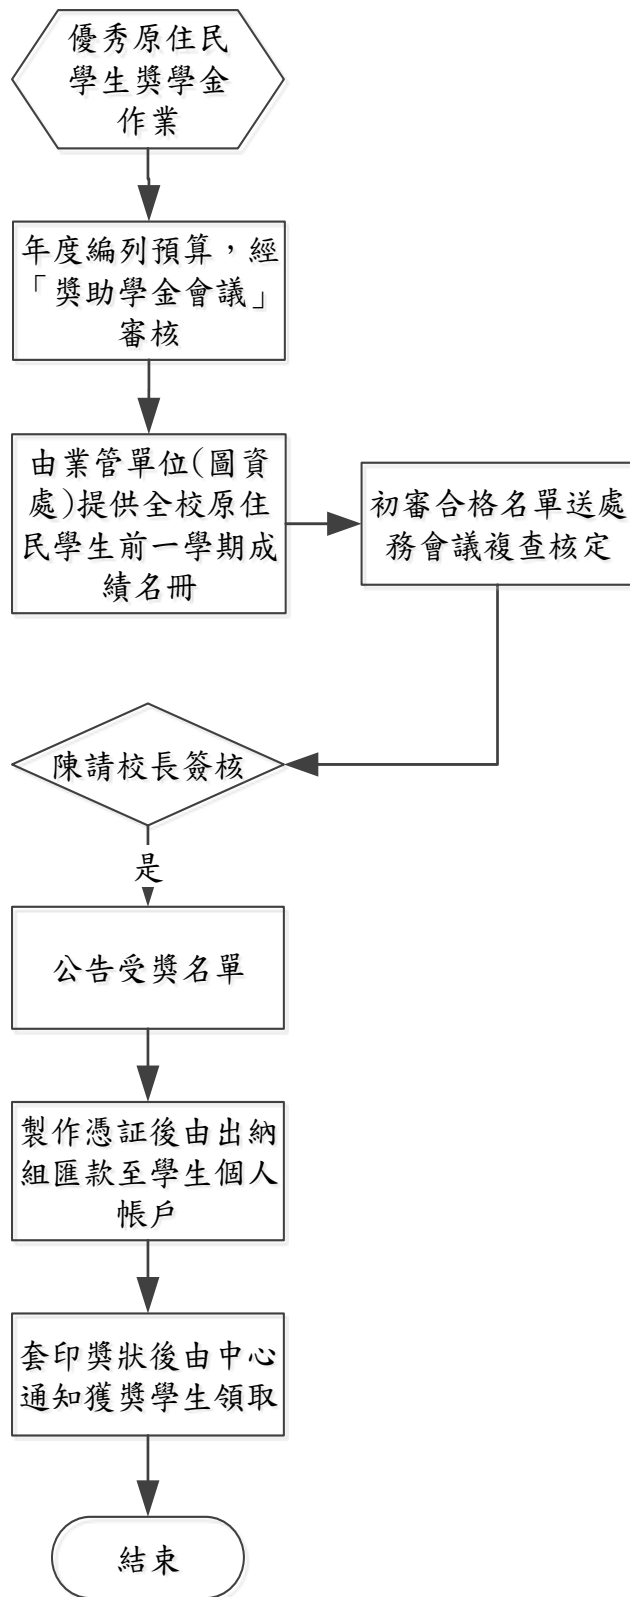 優秀原住民
學生獎學金
作業
年度編列預算，經
「獎助學金會議」
審核
由業管單位(圖資
處)提供全校原住
民學生前一學期成
績名冊
初審合格名單送處
務會議複查核定
陳請校長簽核
是
公告受獎名單
製作憑証後由出納
組匯款至學生個人
帳戶
套印獎狀後由中心
通知獲獎學生領取
結束